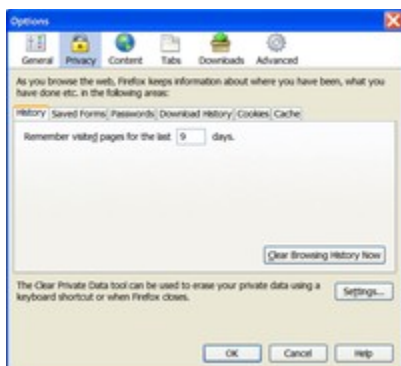 Options
General Privacy Content Tabs Downloads Advanced
As you browse the web, Firefox keeps information about where you have been, what you
have done etc. in the following areas:
History Saved Forms Passwords Download History Cookies Cache
Remember visited pages for the last 9 days.
Clear Browsing History Now
The Clear Private Data tool can be used to erase your private data using a
keyboard shortcut or when Firefox closes.
Settings...
OK Cancel Help